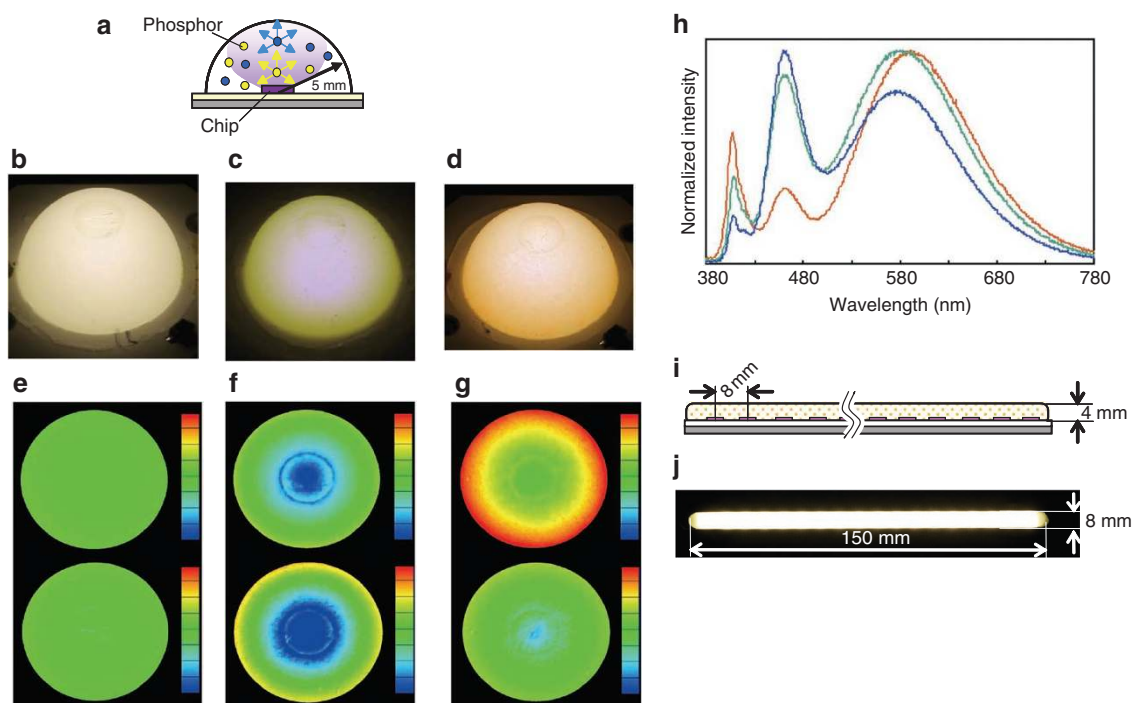 a
Phosphor
5 mm
Chip
b
c
d
e
f
g
h
Normalized intensity
380
480
580
680
780
Wavelength (nm)
i
8 mm
4 mm
j
8 mm
150 mm